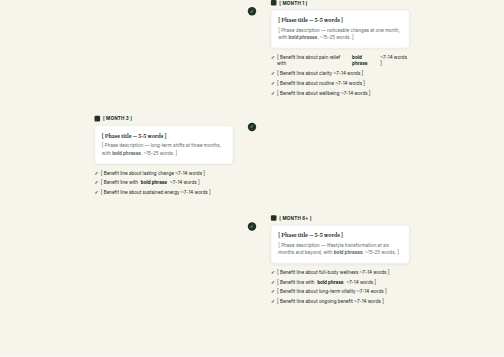 [ MONTH 1 ]
[ Phase title — 3-5 words ]
[ Phase description — noticeable changes at one month,
with bold phrases. ~15-25 words. ]
✓ [ Benefit line about pain relief with bold phrase ~7-14 words ]
✓ [ Benefit line about clarity ~7-14 words ]
✓ [ Benefit line about routine ~7-14 words ]
✓ [ Benefit line about wellbeing ~7-14 words ]
[ MONTH 3 ]
[ Phase title — 3-5 words ]
[ Phase description — long-term shifts at three months,
with bold phrases. ~15-25 words. ]
✓ [ Benefit line about lasting change ~7-14 words ]
✓ [ Benefit line with bold phrase ~7-14 words ]
✓ [ Benefit line about sustained energy ~7-14 words ]
[ MONTH 6+ ]
[ Phase title — 3-5 words ]
[ Phase description — lifestyle transformation at six
months and beyond, with bold phrases. ~15-25 words. ]
✓ [ Benefit line about full-body wellness ~7-14 words ]
✓ [ Benefit line with bold phrase ~7-14 words ]
✓ [ Benefit line about long-term vitality ~7-14 words ]
✓ [ Benefit line about ongoing benefit ~7-14 words ]